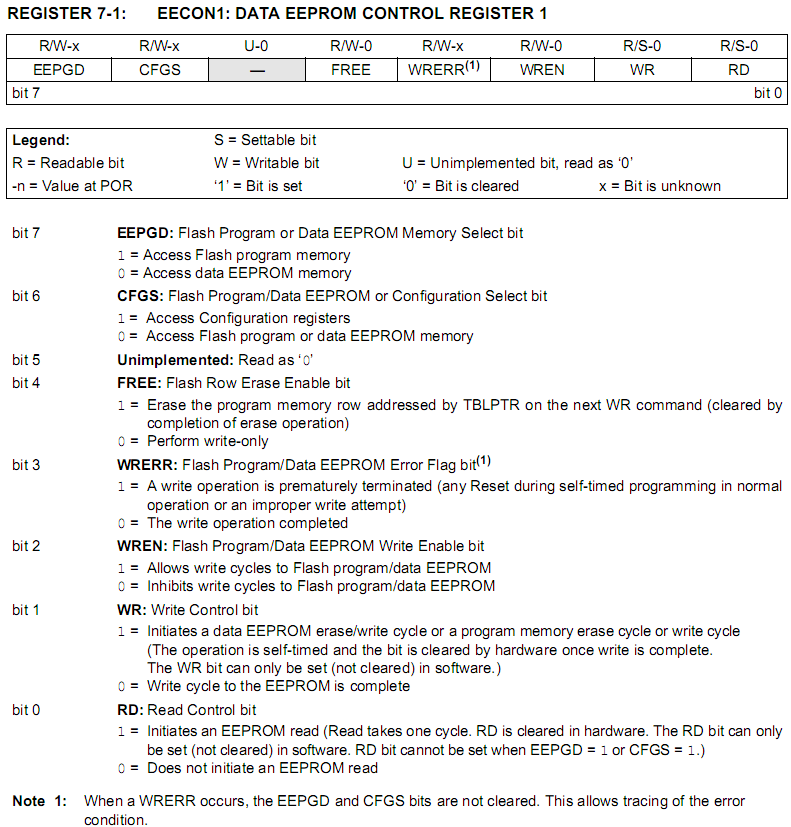 REGISTER 7-1: EECON1: DATA EEPROM CONTROL REGISTER 1
R/W-x R/W-x U-0 R/W-0 R/W-x R/W-0 R/S-0 R/S-0
EEPGD CFGS — FREE WRERR(1) WREN WR RD
bit 7 bit 0
Legend: S = Settable bit
R = Readable bit W = Writable bit U = Unimplemented bit, read as ‘0’
-n = Value at POR ‘1’ = Bit is set ‘0’ = Bit is cleared x = Bit is unknown
bit 7 EEPGD: Flash Program or Data EEPROM Memory Select bit
1 = Access Flash program memory
0 = Access data EEPROM memory
bit 6 CFGS: Flash Program/Data EEPROM or Configuration Select bit
1 = Access Configuration registers
0 = Access Flash program or data EEPROM memory
bit 5 Unimplemented: Read as ‘0’
bit 4 FREE: Flash Row Erase Enable bit
1 = Erase the program memory row addressed by TBLPTR on the next WR command (cleared by
completion of erase operation)
0 = Perform write-only
bit 3 WRERR: Flash Program/Data EEPROM Error Flag bit(1)
1 = A write operation is prematurely terminated (any Reset during self-timed programming in normal
operation or an improper write attempt)
0 = The write operation completed
bit 2 WREN: Flash Program/Data EEPROM Write Enable bit
1 = Allows write cycles to Flash program/data EEPROM
0 = Inhibits write cycles to Flash program/data EEPROM
bit 1 WR: Write Control bit
1 = Initiates a data EEPROM erase/write cycle or a program memory erase cycle or write cycle
(The operation is self-timed and the bit is cleared by hardware once write is complete.
The WR bit can only be set (not cleared) in software.)
0 = Write cycle to the EEPROM is complete
bit 0 RD: Read Control bit
1 = Initiates an EEPROM read (Read takes one cycle. RD is cleared in hardware. The RD bit can only
be set (not cleared) in software. RD bit cannot be set when EEPGD = 1 or CFGS = 1.)
0 = Does not initiate an EEPROM read
Note 1: When a WRERR occurs, the EEPGD and CFGS bits are not cleared. This allows tracing of the error
condition.